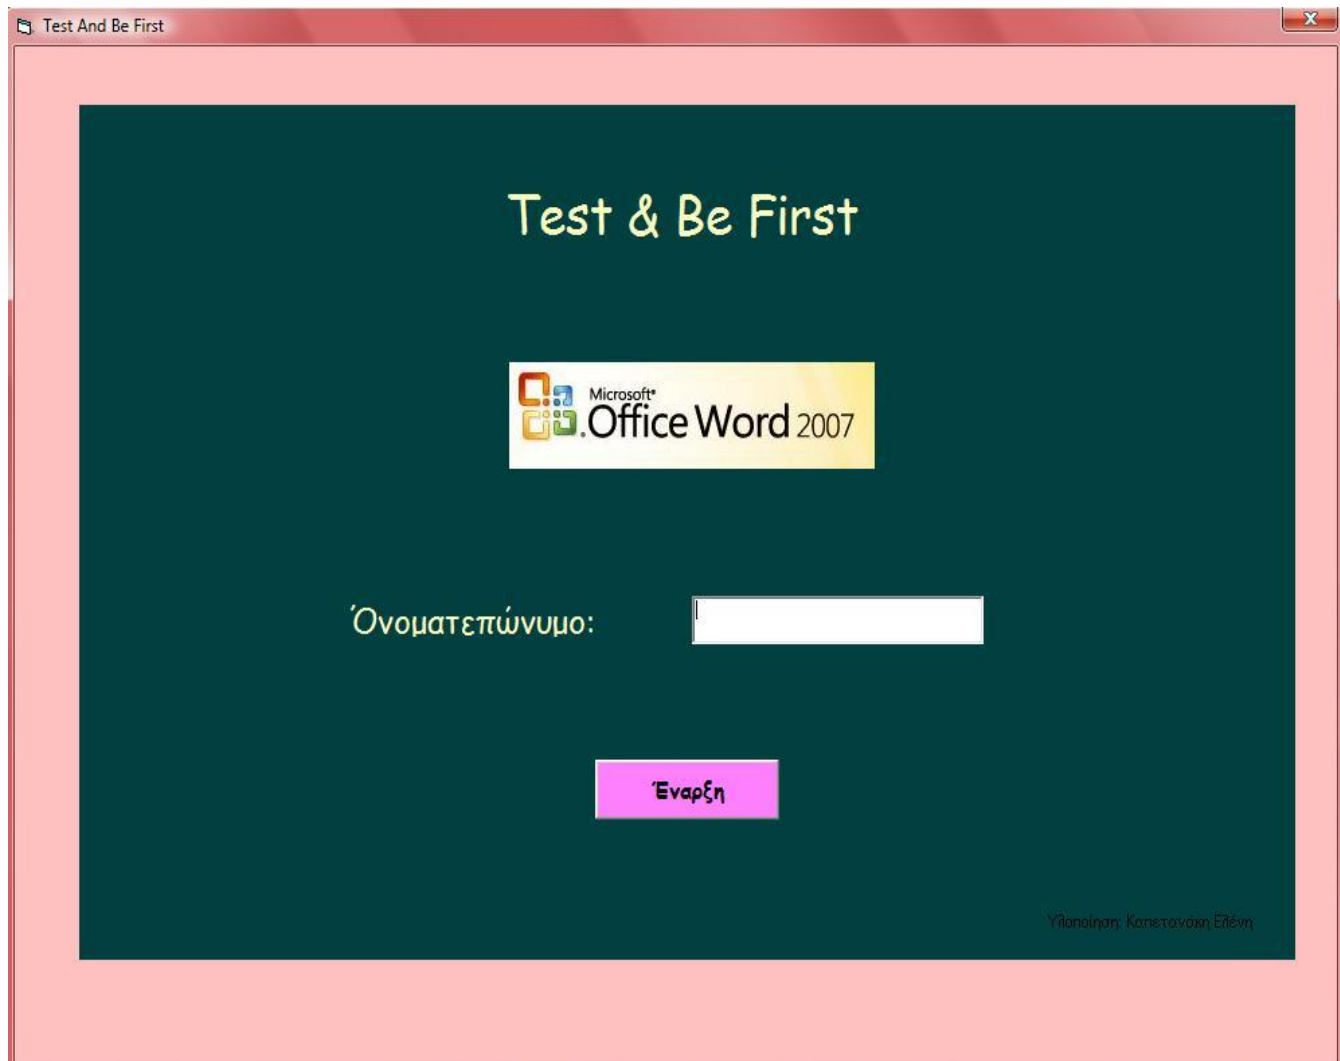 Test And Be First
Test & Be First
Microsoft®
Office Word 2007
Όνοματεπώνυμο:
Έναρξη
Υλοποίηση: Καπετανάκη Ελένη